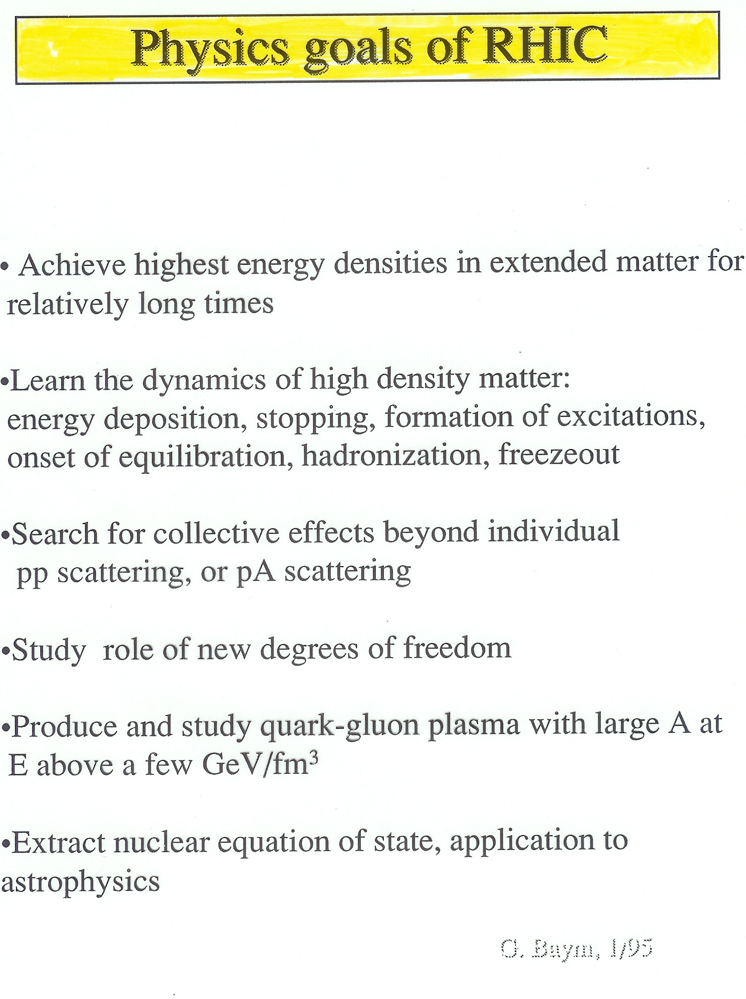 Physics goals of RHIC
• Achieve highest energy densities in extended matter for
relatively long times
•Learn the dynamics of high density matter:
energy deposition, stopping, formation of excitations,
onset of equilibration, hadronization, freezeout
•Search for collective effects beyond individual
pp scattering, or pA scattering
•Study role of new degrees of freedom
•Produce and study quark-gluon plasma with large A at
E above a few GeV/fm³
•Extract nuclear equation of state, application to
astrophysics
G. Baym, 1/95